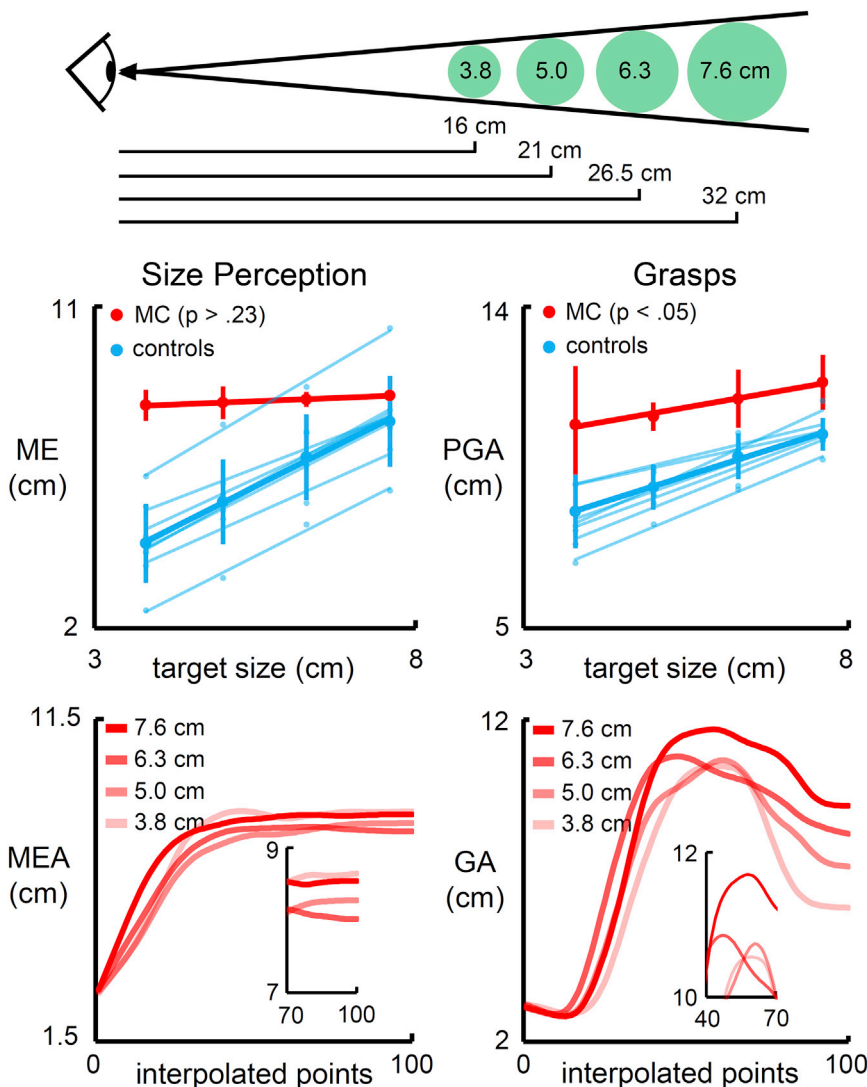 3.8 5.0 6.3 7.6 cm
16 cm
21 cm
26.5 cm
32 cm
Size Perception
11
MC (p > .23)
controls
ME
(cm)
2
3
8
target size (cm)
Grasps
14
MC (p < .05)
controls
PGA
(cm)
5
3
8
target size (cm)
11.5
7.6 cm
6.3 cm
5.0 cm
3.8 cm
MEA
(cm)
9
7
70
100
1.5
0
100
interpolated points
12
7.6 cm
6.3 cm
5.0 cm
3.8 cm
GA
(cm)
12
10
40
70
2
0
100
interpolated points